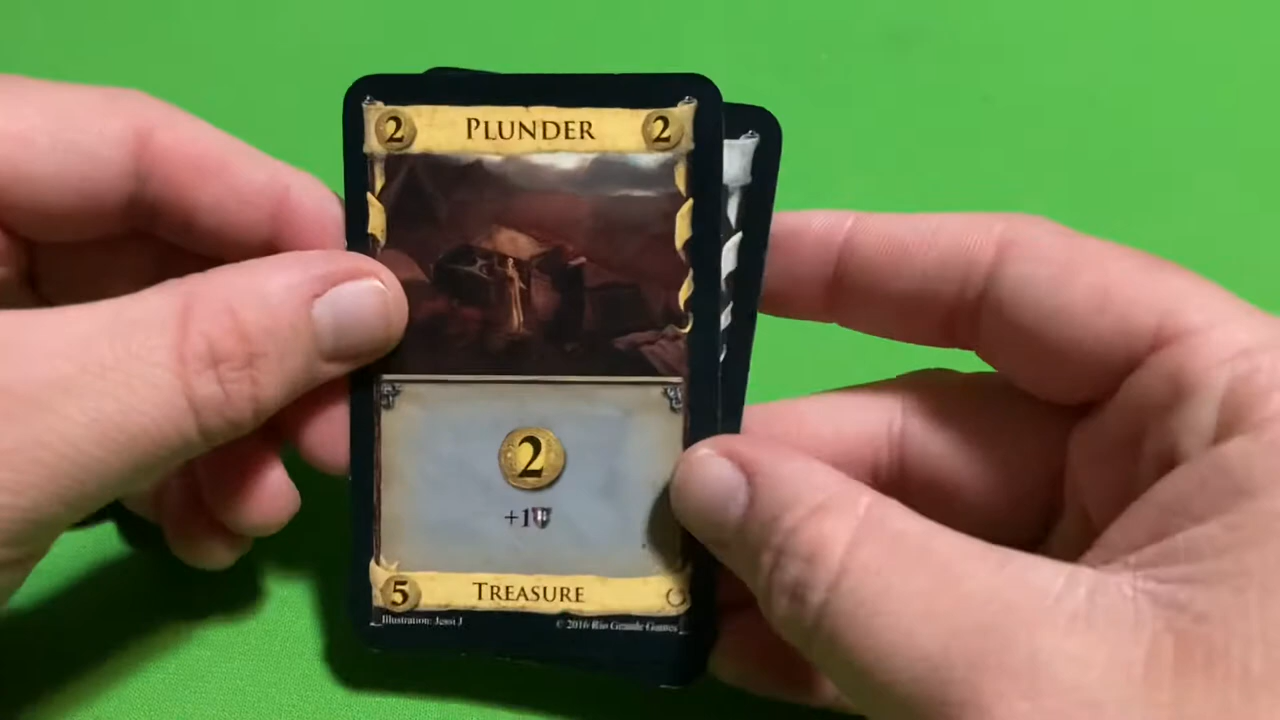 2 PLUNDER 2
2
+1
5 TREASURE
Illustration: Jessi J © 2016 Rio Grande Games